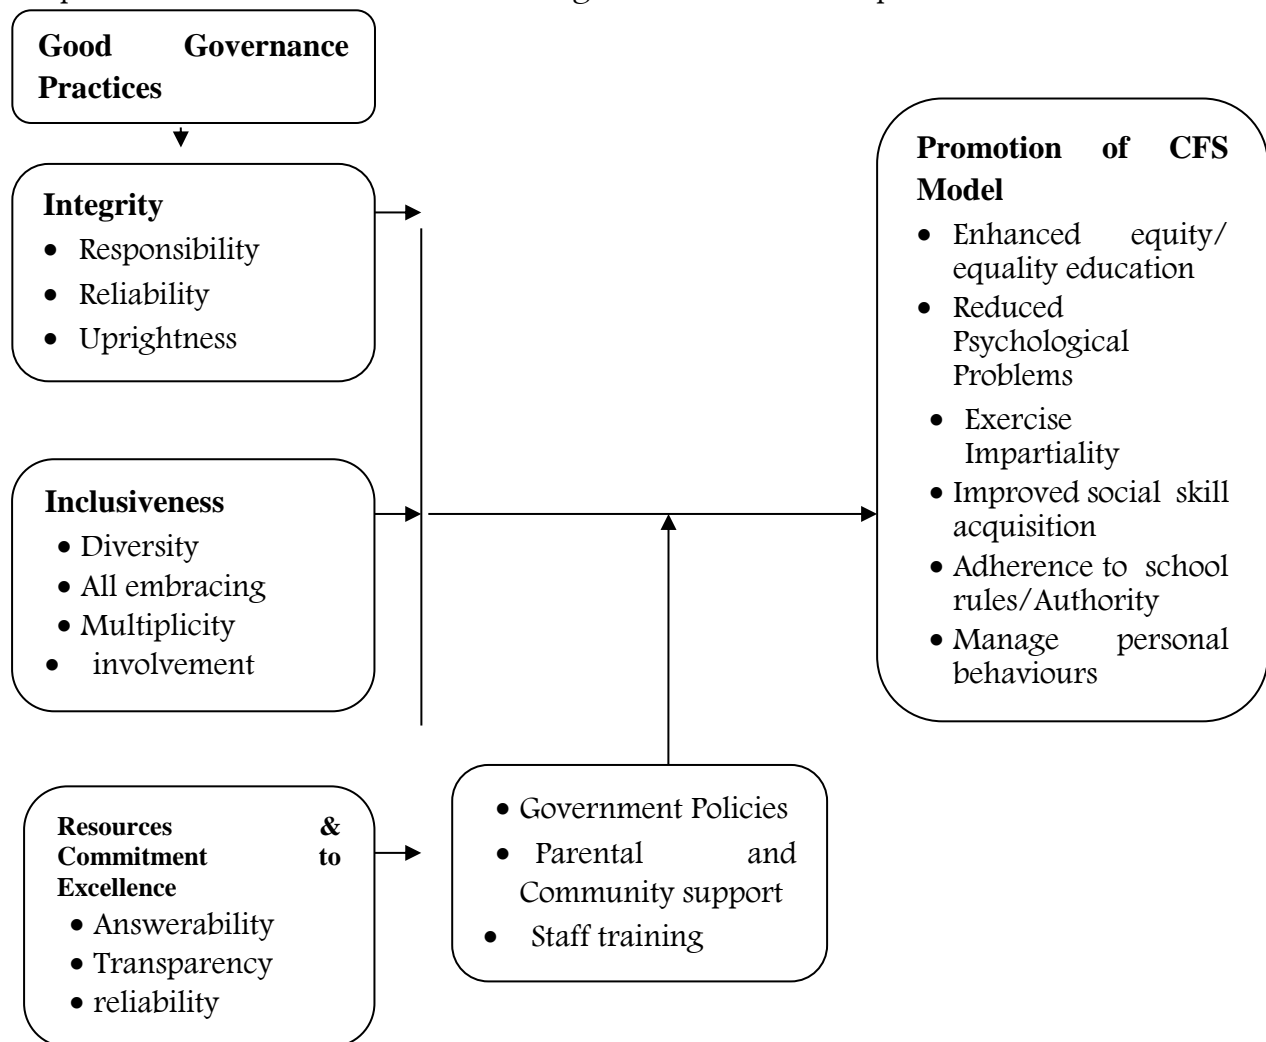 Good Governance
Practices
Integrity
• Responsibility
• Reliability
• Uprightness
Inclusiveness
• Diversity
• All embracing
• Multiplicity
• involvement
Resources &
Commitment to
Excellence
• Answerability
• Transparency
• reliability
• Government Policies
• Parental and
Community support
• Staff training
Promotion of CFS
Model
• Enhanced equity/
equality education
• Reduced
Psychological
Problems
• Exercise
Impartiality
• Improved social skill
acquisition
• Adherence to school
rules/Authority
• Manage personal
behaviours